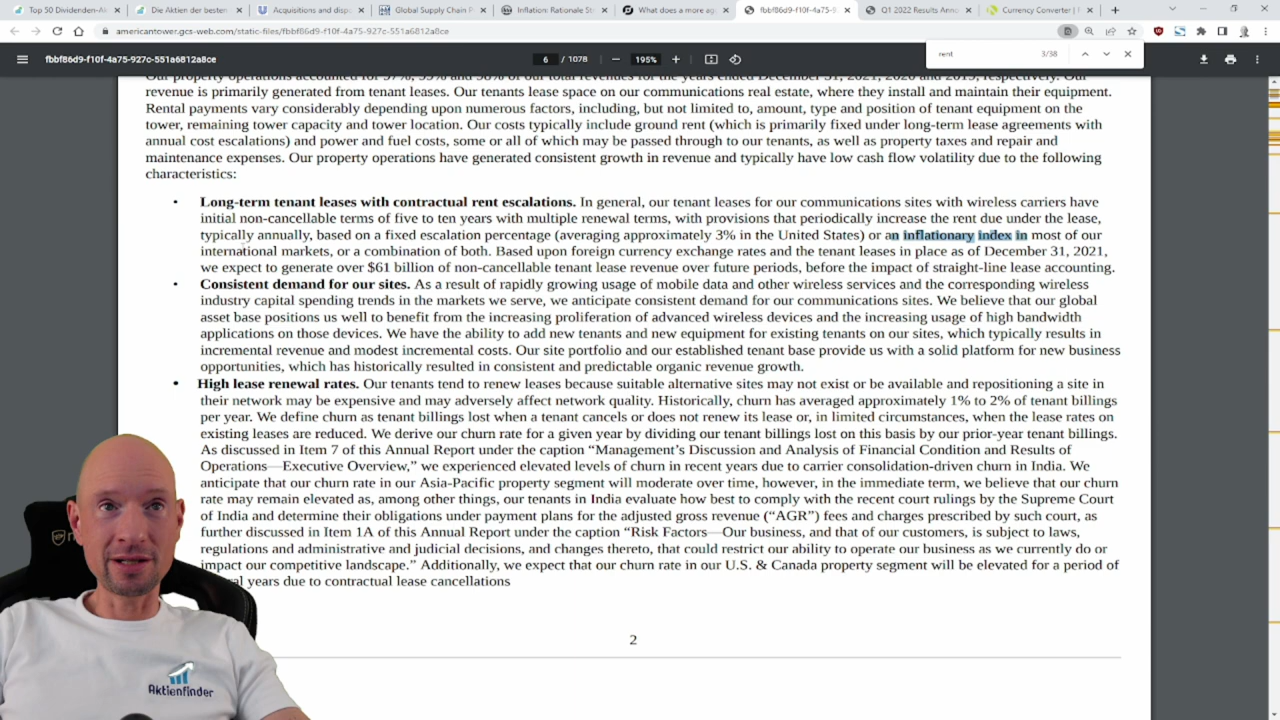 Top 50 Dividenden-Ak
Die Aktien der besten
Acquisitions and disp
Global Supply Chain P
Inflation: Rationale St
What does a more ag
fbbf86d9-f10f-4a75-9
Q1 2022 Results Anno
Currency Converter | F
americantower.gcs-web.com/static-files/fbbf86d9-f10f-4a75-927c-551a6812a8ce
rent 3/38
fbbf86d9-f10f-4a75-927c-551a6812a8ce 6 / 1078 195%
Our property operations accounted for 97%, 95% and 98% of our total revenues for the years ended December 31, 2021, 2020 and 2019, respectively. Our
revenue is primarily generated from tenant leases. Our tenants lease space on our communications real estate, where they install and maintain their equipment.
Rental payments vary considerably depending upon numerous factors, including, but not limited to, amount, type and position of tenant equipment on the
tower, remaining tower capacity and tower location. Our costs typically include ground rent (which is primarily fixed under long-term lease agreements with
annual cost escalations) and power and fuel costs, some or all of which may be passed through to our tenants, as well as property taxes and repair and
maintenance expenses. Our property operations have generated consistent growth in revenue and typically have low cash flow volatility due to the following
characteristics:
• Long-term tenant leases with contractual rent escalations. In general, our tenant leases for our communications sites with wireless carriers have
initial non-cancellable terms of five to ten years with multiple renewal terms, with provisions that periodically increase the rent due under the lease,
typically annually, based on a fixed escalation percentage (averaging approximately 3% in the United States) or an inflationary index in most of our
international markets, or a combination of both. Based upon foreign currency exchange rates and the tenant leases in place as of December 31, 2021,
we expect to generate over $61 billion of non-cancellable tenant lease revenue over future periods, before the impact of straight-line lease accounting.
• Consistent demand for our sites. As a result of rapidly growing usage of mobile data and other wireless services and the corresponding wireless
industry capital spending trends in the markets we serve, we anticipate consistent demand for our communications sites. We believe that our global
asset base positions us well to benefit from the increasing proliferation of advanced wireless devices and the increasing usage of high bandwidth
applications on those devices. We have the ability to add new tenants and new equipment for existing tenants on our sites, which typically results in
incremental revenue and modest incremental costs. Our site portfolio and our established tenant base provide us with a solid platform for new business
opportunities, which has historically resulted in consistent and predictable organic revenue growth.
• High lease renewal rates. Our tenants tend to renew leases because suitable alternative sites may not exist or be available and repositioning a site in
their network may be expensive and may adversely affect network quality. Historically, churn has averaged approximately 1% to 2% of tenant billings
per year. We define churn as tenant billings lost when a tenant cancels or does not renew its lease or, in limited circumstances, when the lease rates on
existing leases are reduced. We derive our churn rate for a given year by dividing our tenant billings lost on this basis by our prior-year tenant billings.
As discussed in Item 7 of this Annual Report under the caption “Management’s Discussion and Analysis of Financial Condition and Results of
Operations—Executive Overview,” we experienced elevated levels of churn in recent years due to carrier consolidation-driven churn in India. We
anticipate that our churn rate in our Asia-Pacific property segment will moderate over time, however, in the immediate term, we believe that our churn
rate may remain elevated as, among other things, our tenants in India evaluate how best to comply with the recent court rulings by the Supreme Court
of India and determine their obligations under payment plans for the adjusted gross revenue (“AGR”) fees and charges prescribed by such court, as
further discussed in Item 1A of this Annual Report under the caption “Risk Factors—Our business, and that of our customers, is subject to laws,
regulations and administrative and judicial decisions, and changes thereto, that could restrict our ability to operate our business as we currently do or
impact our competitive landscape.” Additionally, we expect that our churn rate in our U.S. & Canada property segment will be elevated for a period of
years due to contractual lease cancellations
2
Aktienfinder